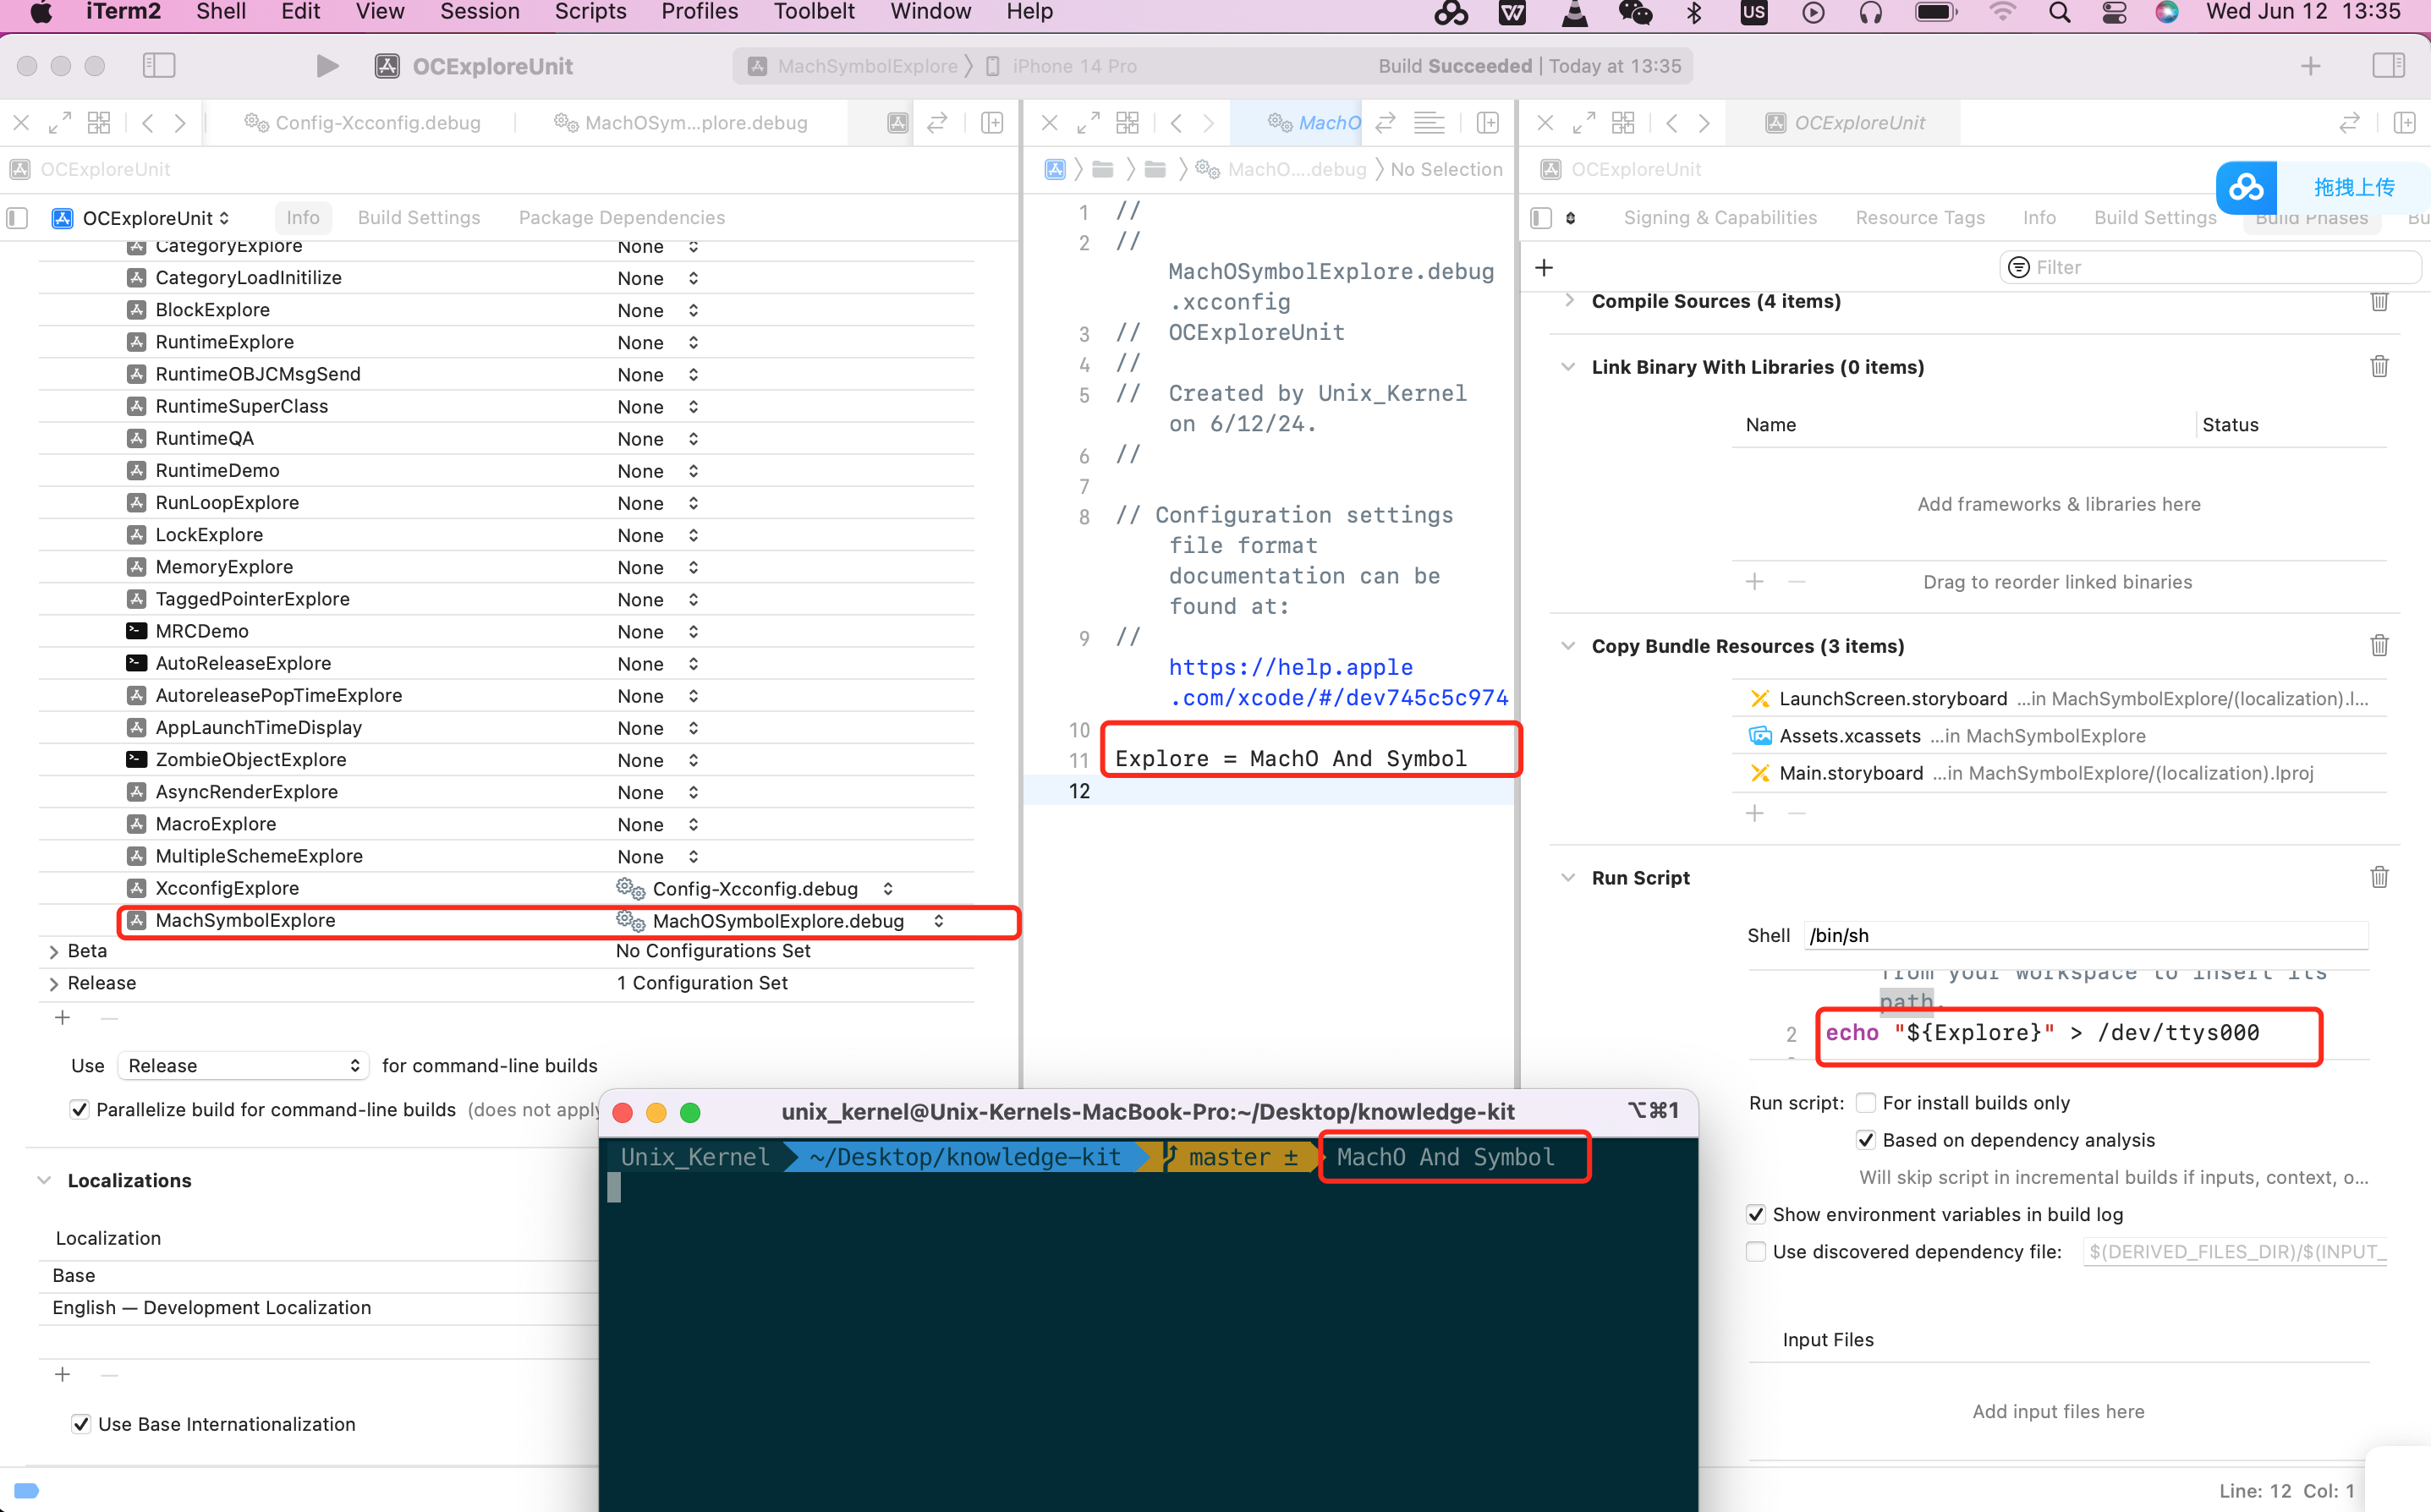 iTerm2 Shell Edit View Session Scripts Profiles Toolbelt Window Help US Wed Jun 12 13:35
OCExploreUnit MachSymbolExplore iPhone 14 Pro Build Succeeded | Today at 13:35
Config-Xcconfig.debug MachOSym...plore.debug
OCExploreUnit
OCExploreUnit Info Build Settings Package Dependencies
CategoryExplore None
CategoryLoadInitilize None
BlockExplore None
RuntimeExplore None
RuntimeOBJCMsgSend None
RuntimeSuperClass None
RuntimeQA None
RuntimeDemo None
RunLoopExplore None
LockExplore None
MemoryExplore None
TaggedPointerExplore None
MRCDemo None
AutoReleaseExplore None
AutoreleasePopTimeExplore None
AppLaunchTimeDisplay None
ZombieObjectExplore None
AsyncRenderExplore None
MacroExplore None
MultipleSchemeExplore None
XcconfigExplore Config-Xcconfig.debug
MachSymbolExplore MachOSymbolExplore.debug
Beta No Configurations Set
Release 1 Configuration Set
Use Release for command-line builds
Parallelize build for command-line builds (does not apply
Localizations
Localization
Base
English — Development Localization
Use Base Internationalization
MachO
MachO....debug No Selection
1 //
2 //
MachOSymbolExplore.debug
.xcconfig
3 // OCExploreUnit
4 //
5 // Created by Unix_Kernel
on 6/12/24.
6 //
7
8 // Configuration settings
file format
documentation can be
found at:
9 //
https://help.apple
.com/xcode/#/dev745c5c974
10
11 Explore = MachO And Symbol
12
OCExploreUnit
OCExploreUnit
拖拽上传
Signing & Capabilities Resource Tags Info Build Settings Build Phases Bu
Filter
Compile Sources (4 items)
Link Binary With Libraries (0 items)
Name Status
Add frameworks & libraries here
Drag to reorder linked binaries
Copy Bundle Resources (3 items)
LaunchScreen.storyboard ...in MachSymbolExplore/(localization).l...
Assets.xcassets ...in MachSymbolExplore
Main.storyboard ...in MachSymbolExplore/(localization).lproj
Run Script
Shell /bin/sh
from your workspace to insert its
path.
2 echo "${Explore}" > /dev/ttys000
Run script: For install builds only
Based on dependency analysis
Will skip script in incremental builds if inputs, context, o...
Show environment variables in build log
Use discovered dependency file: $(DERIVED_FILES_DIR)/$(INPUT_
Input Files
Add input files here
Line: 12 Col: 1
unix_kernel@Unix-Kernels-MacBook-Pro:~/Desktop/knowledge-kit ⌥⌘1
Unix_Kernel ~/Desktop/knowledge-kit master ± MachO And Symbol